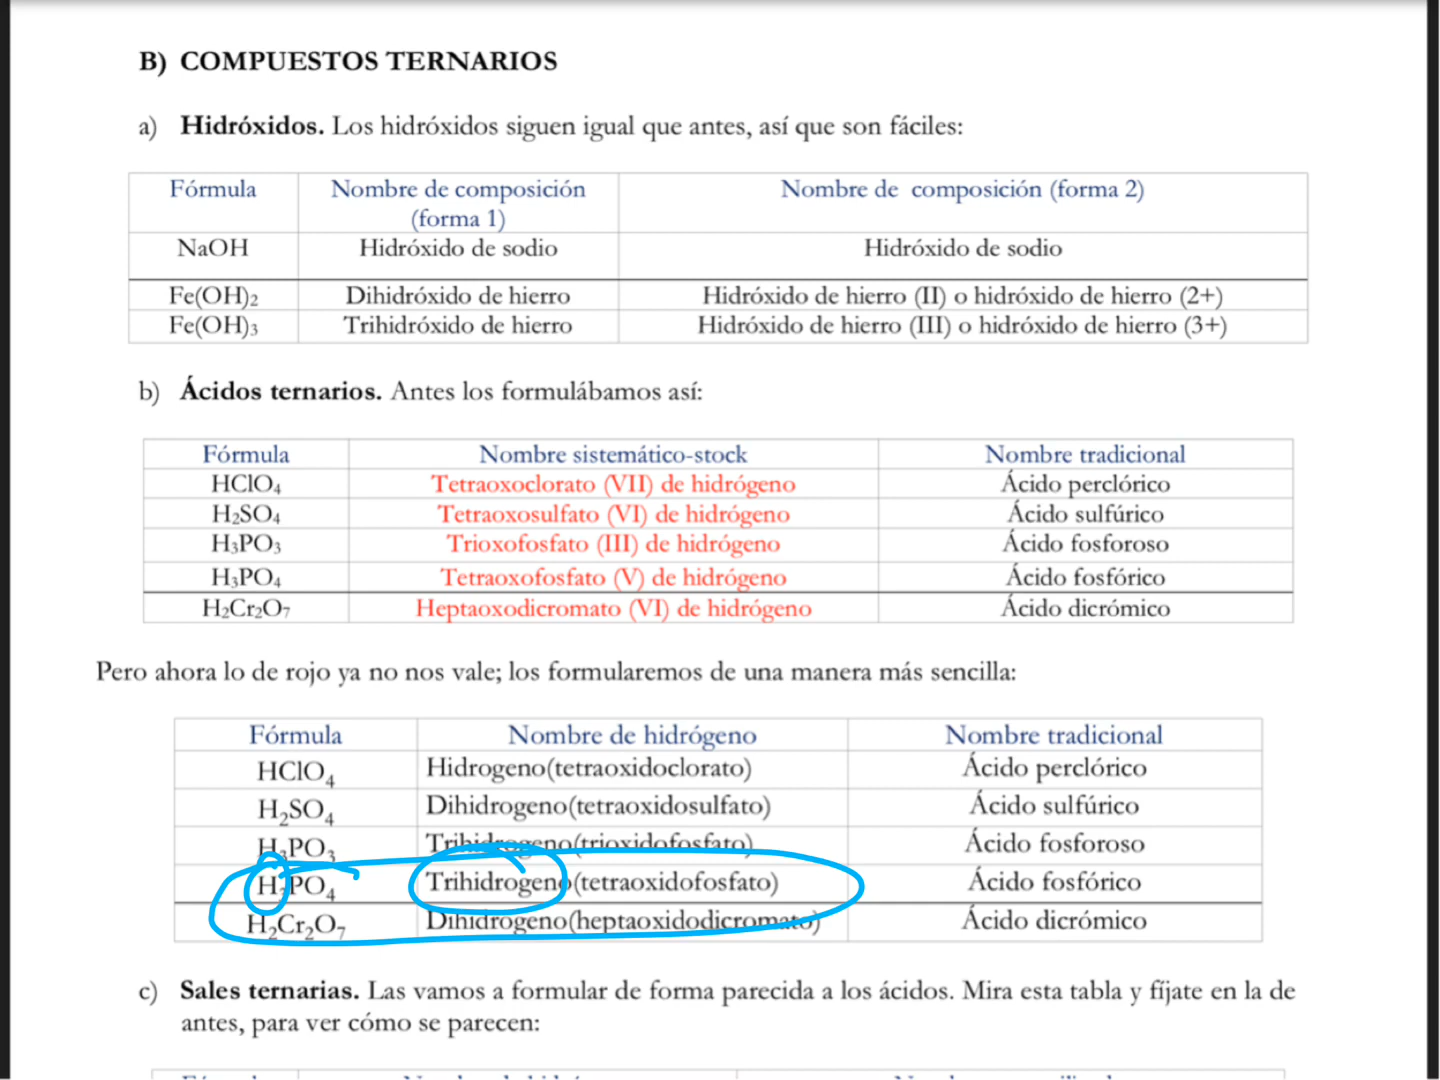 B) COMPUESTOS TERNARIOS
a) Hidróxidos. Los hidróxidos siguen igual que antes, así que son fáciles:
Fórmula Nombre de composición (forma 1) Nombre de composición (forma 2)
NaOH Hidróxido de sodio Hidróxido de sodio
Fe(OH)₂ Dihidróxido de hierro Hidróxido de hierro (II) o hidróxido de hierro (2+)
Fe(OH)₃ Trihidróxido de hierro Hidróxido de hierro (III) o hidróxido de hierro (3+)
b) Ácidos ternarios. Antes los formulábamos así:
Fórmula Nombre sistemático-stock Nombre tradicional
HClO₄ Tetraoxoclorato (VII) de hidrógeno Ácido perclórico
H₂SO₄ Tetraoxosulfato (VI) de hidrógeno Ácido sulfúrico
H₃PO₃ Trioxofosfato (III) de hidrógeno Ácido fosforoso
H₃PO₄ Tetraoxofosfato (V) de hidrógeno Ácido fosfórico
H₂Cr₂O₇ Heptaoxodicromato (VI) de hidrógeno Ácido dicrómico
Pero ahora lo de rojo ya no nos vale; los formularemos de una manera más sencilla:
Fórmula Nombre de hidrógeno Nombre tradicional
HClO₄ Hidrogeno(tetraoxidoclorato) Ácido perclórico
H₂SO₄ Dihidrogeno(tetraoxidosulfato) Ácido sulfúrico
H₃PO₃ Trihidrogeno(trioxidofosfato) Ácido fosforoso
H₃PO₄ Trihidrogeno(tetraoxidofosfato) Ácido fosfórico
H₂Cr₂O₇ Dihidrogeno(heptaoxidodicromato) Ácido dicrómico
c) Sales ternarias. Las vamos a formular de forma parecida a los ácidos. Mira esta tabla y fíjate en la de
antes, para ver cómo se parecen: